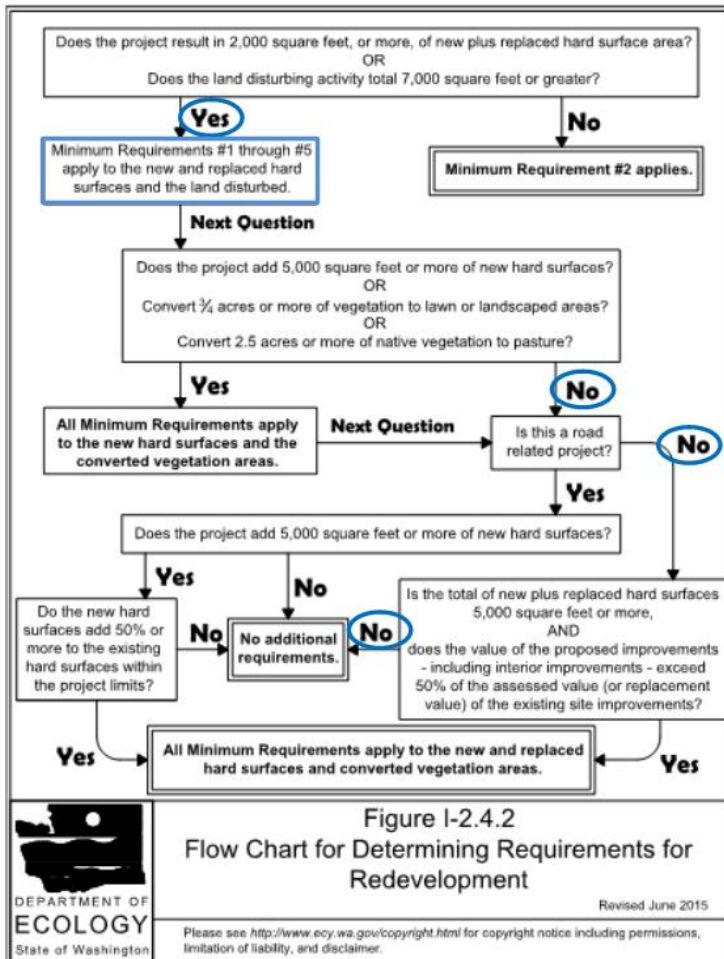 Does the project result in 2,000 square feet, or more, of new plus replaced hard surface area?
OR
Does the land disturbing activity total 7,000 square feet or greater?
Yes
No
Minimum Requirements #1 through #5
apply to the new and replaced hard
surfaces and the land disturbed.
Minimum Requirement #2 applies.
Next Question
Does the project add 5,000 square feet or more of new hard surfaces?
OR
Convert ¾ acres or more of vegetation to lawn or landscaped areas?
OR
Convert 2.5 acres or more of native vegetation to pasture?
Yes
No
All Minimum Requirements apply
to the new hard surfaces and the
converted vegetation areas.
Next Question
Is this a road
related project?
No
Yes
Does the project add 5,000 square feet or more of new hard surfaces?
Yes
No
Do the new hard
surfaces add 50% or
more to the existing
hard surfaces within
the project limits?
No
No additional
requirements.
No
Is the total of new plus replaced hard surfaces
5,000 square feet or more,
AND
does the value of the proposed improvements
- including interior improvements - exceed
50% of the assessed value (or replacement
value) of the existing site improvements?
Yes
All Minimum Requirements apply to the new and replaced
hard surfaces and converted vegetation areas.
Yes
DEPARTMENT OF
ECOLOGY
State of Washington
Figure I-2.4.2
Flow Chart for Determining Requirements for
Redevelopment
Revised June 2015
Please see http://www.ecy.wa.gov/copyright.html for copyright notice including permissions,
limitation of liability, and disclaimer.